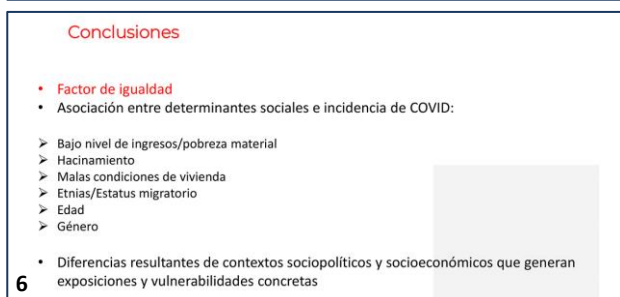 Conclusiones
• Factor de igualdad
• Asociación entre determinantes sociales e incidencia de COVID:
➢ Bajo nivel de ingresos/pobreza material
➢ Hacinamiento
➢ Malas condiciones de vivienda
➢ Etnias/Estatus migratorio
➢ Edad
➢ Género
• Diferencias resultantes de contextos sociopolíticos y socioeconómicos que generan
exposiciones y vulnerabilidades concretas
6